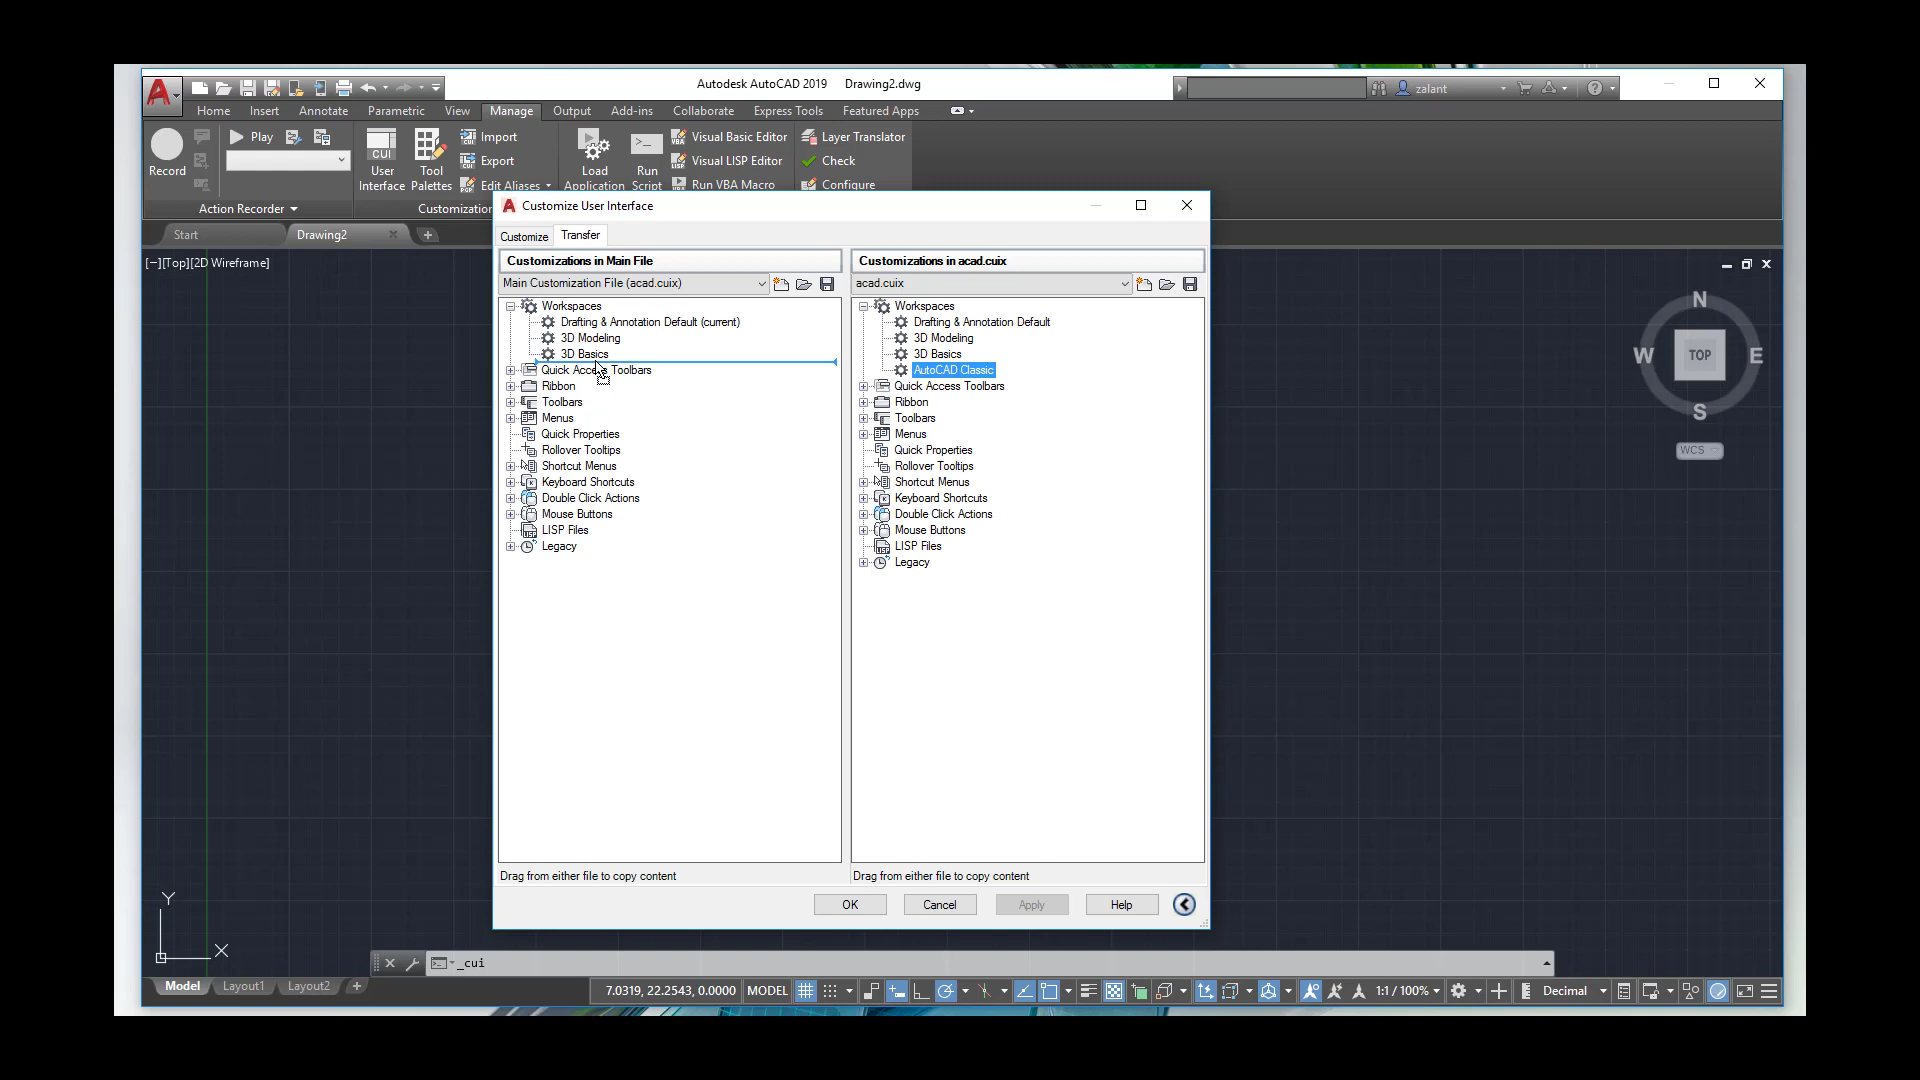 Autodesk AutoCAD 2019 Drawing2.dwg
zalant
Home Insert Annotate Parametric View Manage Output Add-ins Collaborate Express Tools Featured Apps
Play Import Visual Basic Editor Layer Translator
CUI
Export Visual LISP Editor Check
Record User Interface Tool Palettes Load Application Run Script
Edit Aliases Run VBA Macro Configure
Action Recorder Customizatio
Customize User Interface
Start Drawing2
Customize Transfer
[−][Top][2D Wireframe]
Customizations in Main File
Main Customization File (acad.cuix)
Workspaces
Drafting & Annotation Default (current)
3D Modeling
3D Basics
Quick Access Toolbars
Ribbon
Toolbars
Menus
Quick Properties
Rollover Tooltips
Shortcut Menus
Keyboard Shortcuts
Double Click Actions
Mouse Buttons
LISP Files
Legacy
Drag from either file to copy content
Customizations in acad.cuix
acad.cuix
Workspaces
Drafting & Annotation Default
3D Modeling
3D Basics
AutoCAD Classic
Quick Access Toolbars
Ribbon
Toolbars
Menus
Quick Properties
Rollover Tooltips
Shortcut Menus
Keyboard Shortcuts
Double Click Actions
Mouse Buttons
LISP Files
Legacy
Drag from either file to copy content
OK Cancel Apply Help
N
W TOP E
S
WCS
Y
X
_cui
Model Layout1 Layout2
7.0319, 22.2543, 0.0000 MODEL 1:1 / 100% Decimal